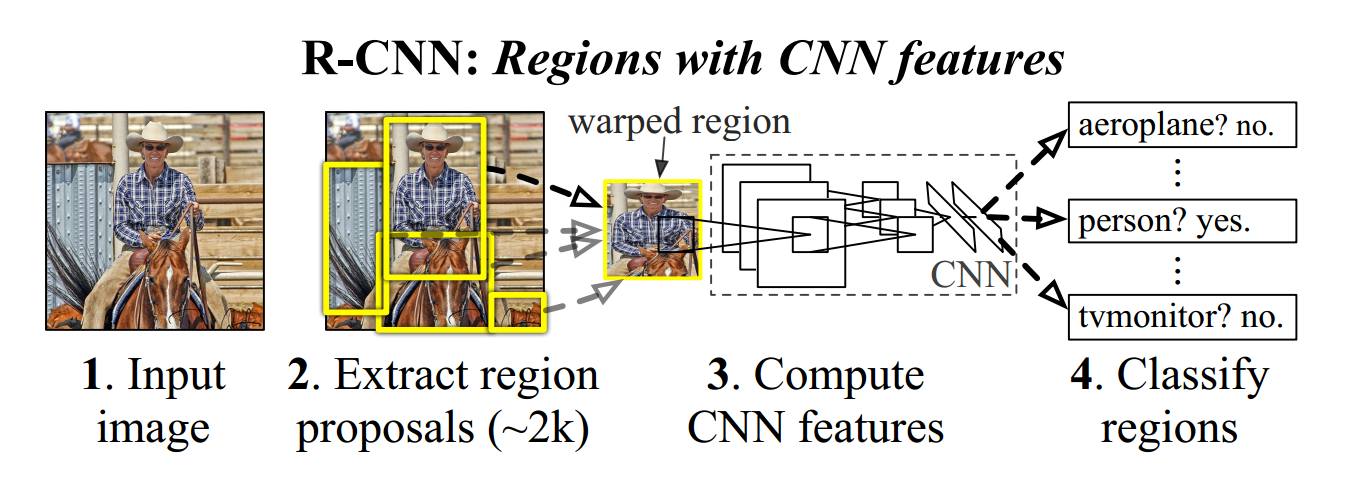 R-CNN: Regions with CNN features
warped region
aeroplane? no.
⋮
person? yes.
⋮
tvmonitor? no.
CNN
1. Input
image
2. Extract region
proposals (~2k)
3. Compute
CNN features
4. Classify
regions